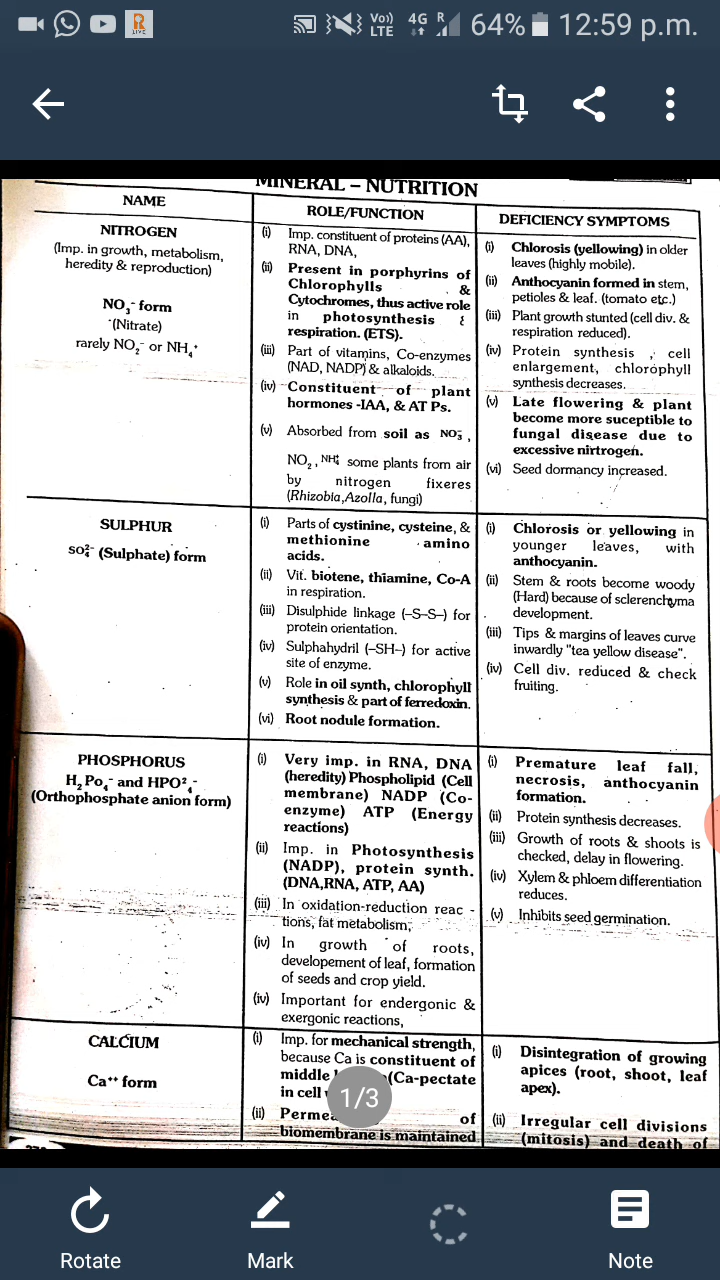 Vo))
LTE
4G
R
64%
12:59 p.m.
R
LIVE
MINERAL – NUTRITION
NAME
ROLE/FUNCTION
DEFICIENCY SYMPTOMS
NITROGEN
(Imp. in growth, metabolism,
heredity & reproduction)
NO₃⁻ form
(Nitrate)
rarely NO₂⁻ or NH₄⁺
(i) Imp. constituent of proteins (AA),
RNA, DNA,
(ii) Present in porphyrins of
Chlorophylls &
Cytochromes, thus active role
in photosynthesis
respiration. (ETS).
(iii) Part of vitamins, Co-enzymes
(NAD, NADP) & alkaloids.
(iv) Constituent of plant
hormones -IAA, & AT Ps.
(v) Absorbed from soil as NO₃⁻,
NO₂, NH₄⁺ some plants from air
by nitrogen fixeres
(Rhizobia,Azolla, fungi)
(i) Chlorosis (yellowing) in older
leaves (highly mobile).
(ii) Anthocyanin formed in stem,
petioles & leaf. (tomato etc.)
(iii) Plant growth stunted (cell div. &
respiration reduced).
(iv) Protein synthesis , cell
enlargement, chlorophyll
synthesis decreases.
(v) Late flowering & plant
become more suceptible to
fungal disease due to
excessive nirtrogen.
(vi) Seed dormancy increased.
SULPHUR
SO₄²⁻ (Sulphate) form
(i) Parts of cystinine, cysteine, &
methionine amino
acids.
(ii) Vit. biotene, thiamine, Co-A
in respiration.
(iii) Disulphide linkage (–S–S–) for
protein orientation.
(iv) Sulphahydril (–SH–) for active
site of enzyme.
(v) Role in oil synth, chlorophyll
synthesis & part of ferredoxin.
(vi) Root nodule formation.
(i) Chlorosis or yellowing in
younger leaves, with
anthocyanin.
(ii) Stem & roots become woody
(Hard) because of sclerenchyma
development.
(iii) Tips & margins of leaves curve
inwardly "tea yellow disease".
(iv) Cell div. reduced & check
fruiting.
PHOSPHORUS
H₂Po₄⁻ and HPO²₄⁻
(Orthophosphate anion form)
(i) Very imp. in RNA, DNA
(heredity) Phospholipid (Cell
membrane) NADP (Co-
enzyme) ATP (Energy
reactions)
(ii) Imp. in Photosynthesis
(NADP), protein synth.
(DNA,RNA, ATP, AA)
(iii) In oxidation-reduction reac -
tions, fat metabolism,
(iv) In growth of roots,
developement of leaf, formation
of seeds and crop yield.
(iv) Important for endergonic &
exergonic reactions,
(i) Premature leaf fall,
necrosis, anthocyanin
formation.
(ii) Protein synthesis decreases.
(iii) Growth of roots & shoots is
checked, delay in flowering.
(iv) Xylem & phloem differentiation
reduces.
(v) Inhibits seed germination.
CALCIUM
Ca⁺⁺ form
(i) Imp. for mechanical strength,
because Ca is constituent of
middle (Ca-pectate
in cell
(ii) of
biomembrane is maintained
(i) Disintegration of growing
apices (root, shoot, leaf
apex).
(ii) Irregular cell divisions
(mitosis) and death of
1/3
Rotate
Mark
Note